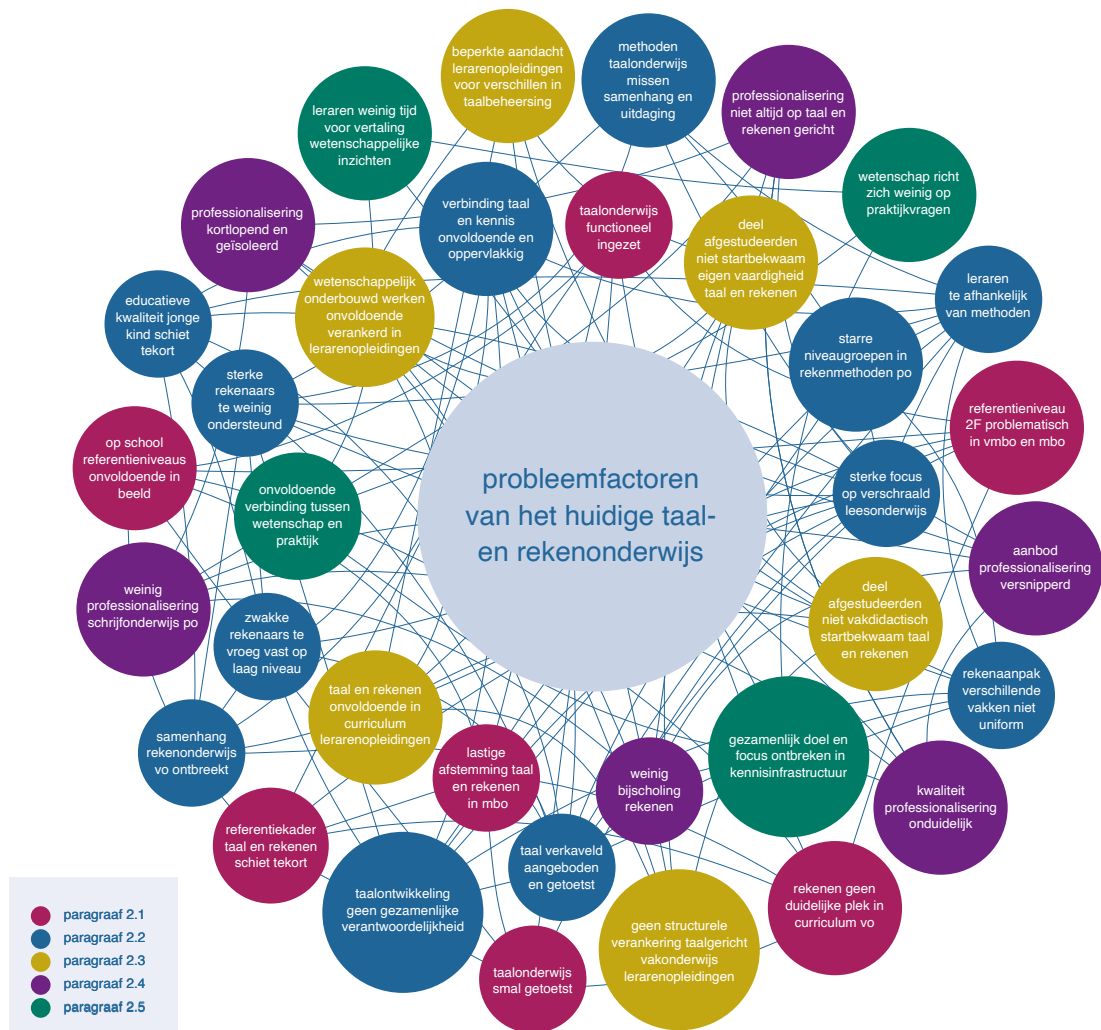 beperkte aandacht
lerarenopleidingen
voor verschillen in
taalbeheersing
methoden
taalonderwijs
missen
samenhang en
uitdaging
professionalisering
niet altijd op taal en
rekenen gericht
leraren weinig tijd
voor vertaling
wetenschappelijke
inzichten
wetenschap richt
zich weinig op
praktijkvragen
professionalisering
kortlopend en
geïsoleerd
verbinding taal
en kennis
onvoldoende en
oppervlakkig
taalonderwijs
functioneel
ingezet
deel
afgestudeerden
niet startbekwaam
eigen vaardigheid
taal en rekenen
educatieve
kwaliteit jonge
kind schiet
tekort
wetenschappelijk
onderbouwd werken
onvoldoende
verankerd in
lerarenopleidingen
leraren
te afhankelijk
van methoden
starre
niveaugroepen in
rekenmethoden po
sterke
rekenaars
te weinig
ondersteund
referentieniveau
2F problematisch
in vmbo en mbo
op school
referentieniveaus
onvoldoende in
beeld
probleemfactoren
van het huidige taal-
en rekenonderwijs
sterke focus
op verschraald
leesonderwijs
onvoldoende
verbinding tussen
wetenschap en
praktijk
aanbod
professionalisering
versnipperd
weinig
professionalisering
schrijfonderwijs po
zwakke
rekenaars te
vroeg vast op
laag niveau
deel
afgestudeerden
niet vakdidactisch
startbekwaam taal
en rekenen
rekenaanpak
verschillende
vakken niet
uniform
taal en rekenen
onvoldoende in
curriculum
lerarenopleidingen
samenhang
rekenonderwijs
vo ontbreekt
lastige
afstemming taal
en rekenen
in mbo
weinig
bijscholing
rekenen
gezamenlijk doel en
focus ontbreken in
kennisinfrastructuur
kwaliteit
professionalisering
onduidelijk
referentiekader
taal en rekenen
schiet tekort
taal verkaveld
aangeboden
en getoetst
taalontwikkeling
geen gezamenlijke
verantwoordelijkheid
rekenen geen
duidelijke plek in
curriculum vo
geen structurele
verankering taalgericht
vakonderwijs
lerarenopleidingen
taalonderwijs
smal getoetst
paragraaf 2.1
paragraaf 2.2
paragraaf 2.3
paragraaf 2.4
paragraaf 2.5